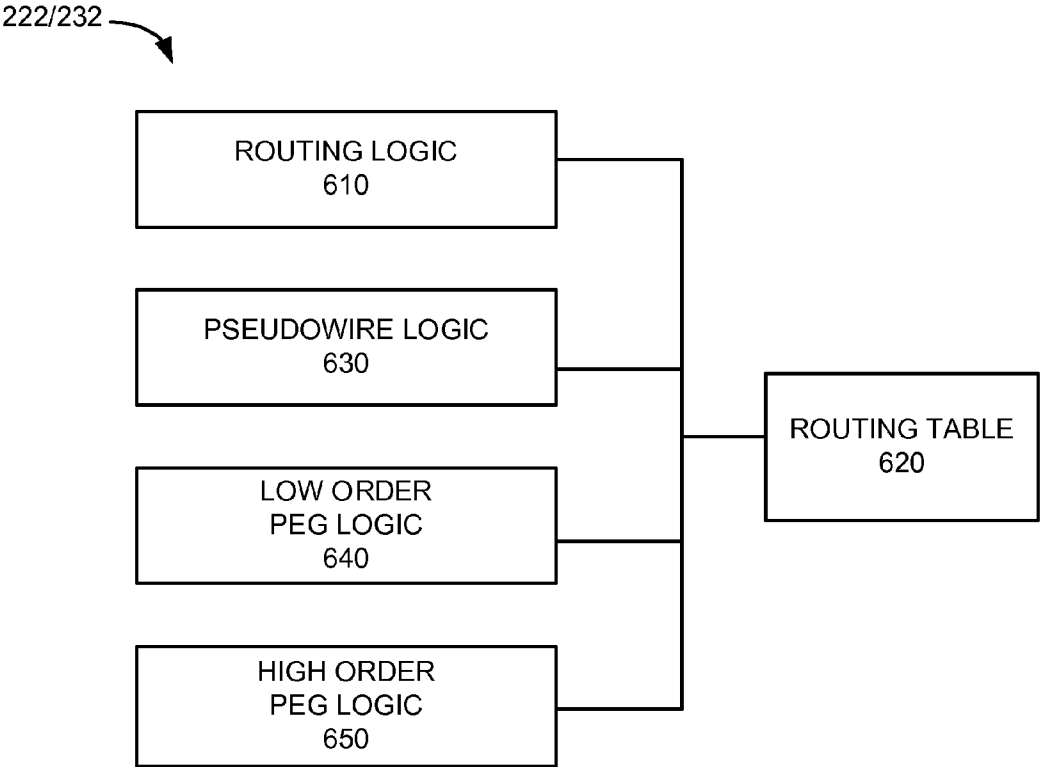 222/232
ROUTING LOGIC
610
PSEUDOWIRE LOGIC
630
LOW ORDER
PEG LOGIC
640
HIGH ORDER
PEG LOGIC
650
ROUTING TABLE
620